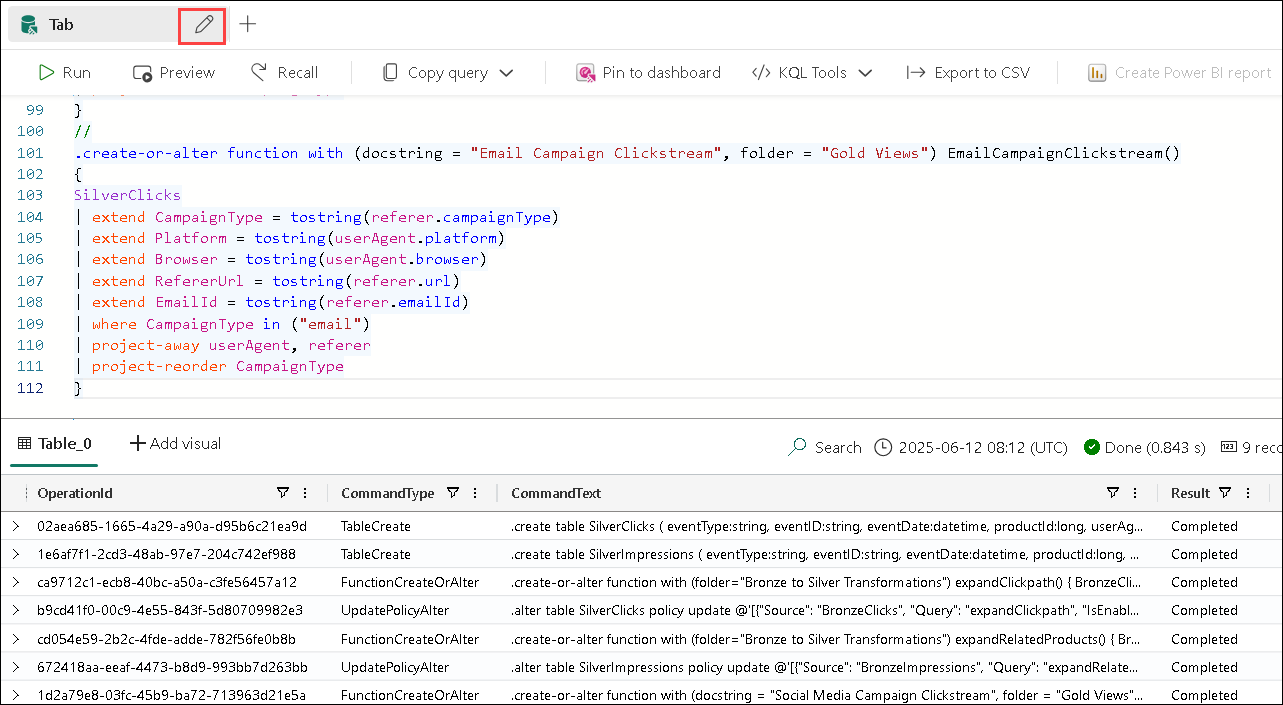 Tab
Run Preview Recall Copy query Pin to dashboard KQL Tools Export to CSV Create Power BI report
99 }
100 //
101 .create-or-alter function with (docstring = "Email Campaign Clickstream", folder = "Gold Views") EmailCampaignClickstream()
102 {
103 SilverClicks
104 | extend CampaignType = tostring(referer.campaignType)
105 | extend Platform = tostring(userAgent.platform)
106 | extend Browser = tostring(userAgent.browser)
107 | extend RefererUrl = tostring(referer.url)
108 | extend EmailId = tostring(referer.emailId)
109 | where CampaignType in ("email")
110 | project-away userAgent, referer
111 | project-reorder CampaignType
112 }
Table_0 Add visual Search 2025-06-12 08:12 (UTC) Done (0.843 s) 9 reco
OperationId CommandType CommandText Result
02aea685-1665-4a29-a90a-d95b6c21ea9d TableCreate .create table SilverClicks ( eventType:string, eventID:string, eventDate:datetime, productId:long, userAg... Completed
1e6af7f1-2cd3-48ab-97e7-204c742ef988 TableCreate .create table SilverImpressions ( eventType:string, eventID:string, eventDate:datetime, productId:long, ... Completed
ca9712c1-ecb8-40bc-a50a-c3fe56457a12 FunctionCreateOrAlter .create-or-alter function with (folder="Bronze to Silver Transformations") expandClickpath() { BronzeCli... Completed
b9cd41f0-00c9-4e55-843f-5d80709982e3 UpdatePolicyAlter .alter table SilverClicks policy update @'[{"Source": "BronzeClicks", "Query": "expandClickpath", "IsEnabl... Completed
cd054e59-2b2c-4fde-adde-782f56fe0b8b FunctionCreateOrAlter .create-or-alter function with (folder="Bronze to Silver Transformations") expandRelatedProducts() { Br... Completed
672418aa-eeaf-4473-b8d9-993bb7d263bb UpdatePolicyAlter .alter table SilverImpressions policy update @'[{"Source": "BronzeImpressions", "Query": "expandRelate... Completed
1d2a79e8-03fc-45b9-ba72-713963d21e5a FunctionCreateOrAlter .create-or-alter function with (docstring = "Social Media Campaign Clickstream", folder = "Gold Views"... Completed